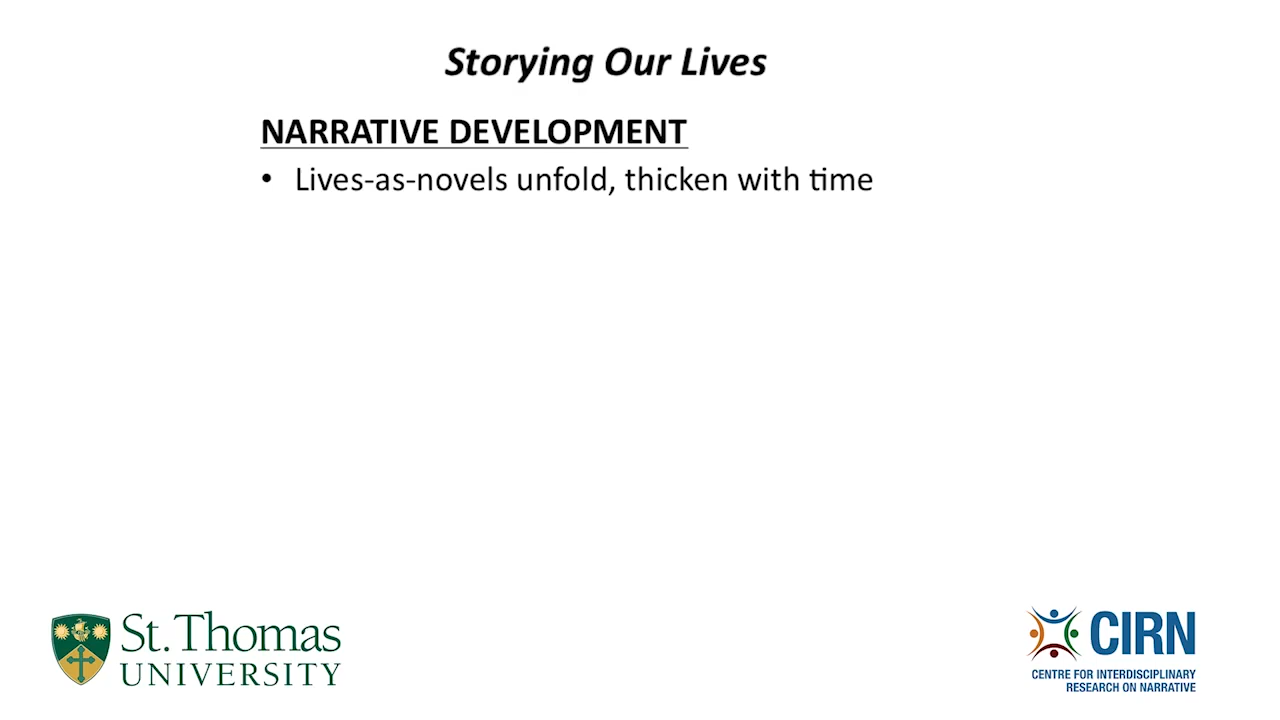 Storying Our Lives
NARRATIVE DEVELOPMENT
• Lives-as-novels unfold, thicken with time
St. Thomas
UNIVERSITY
CIRN
CENTRE FOR INTERDISCIPLINARY
RESEARCH ON NARRATIVE